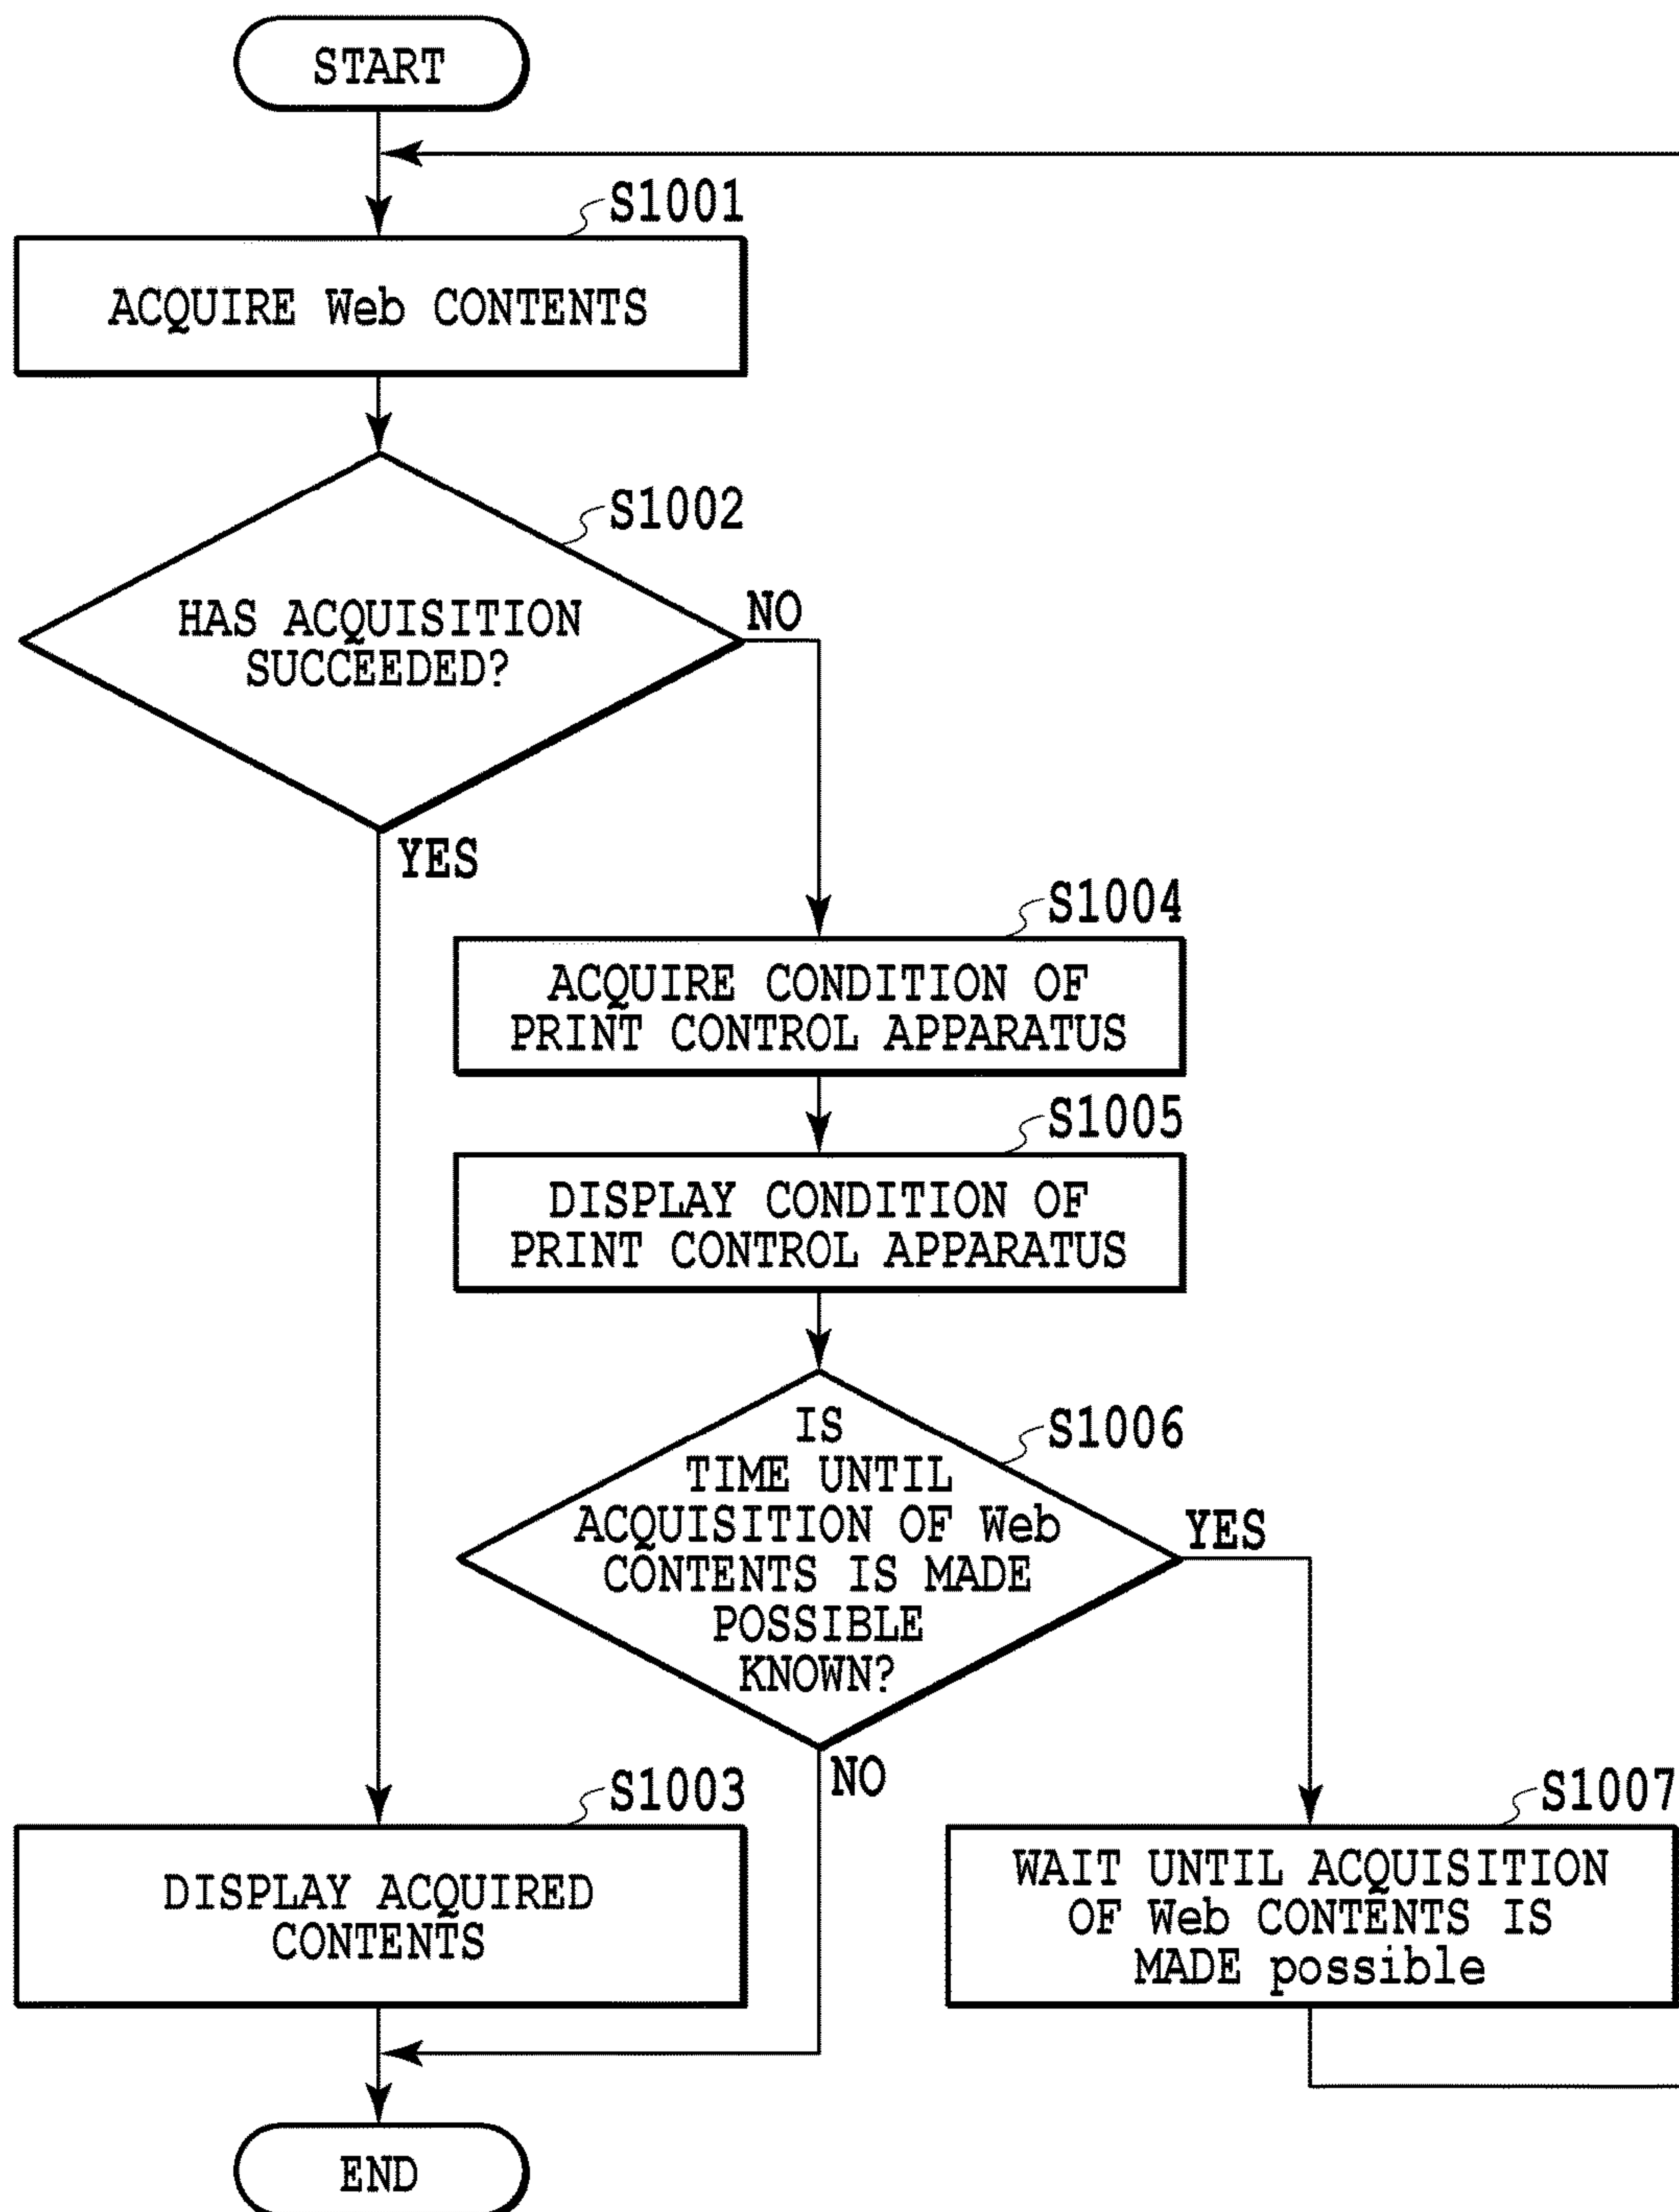 START
S1001
ACQUIRE Web CONTENTS
S1002
HAS ACQUISITION
SUCCEEDED?
NO
YES
S1004
ACQUIRE CONDITION OF
PRINT CONTROL APPARATUS
S1005
DISPLAY CONDITION OF
PRINT CONTROL APPARATUS
S1006
IS
TIME UNTIL
ACQUISITION OF Web
CONTENTS IS MADE
POSSIBLE
KNOWN?
YES
NO
S1003
DISPLAY ACQUIRED
CONTENTS
S1007
WAIT UNTIL ACQUISITION
OF Web CONTENTS IS
MADE possible
END